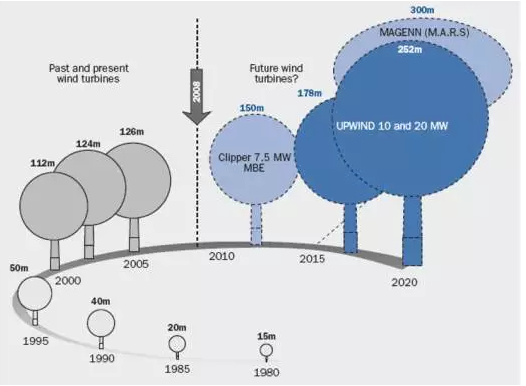 300m
MAGENN (M.A.R.S)
252m
Past and present
wind turbines
Future wind
turbines?
2008
178m
150m
126m
124m
112m
UPWIND 10 and 20 MW
Clipper 7.5 MW
MBE
2005
2010
2015
2000
2020
50m
40m
20m
15m
1995
1990
1985
1980